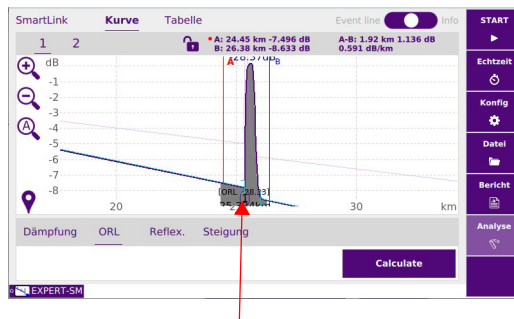 SmartLink Kurve Tabelle Event line Info START
1 2 A: 24.45 km -7.496 dB A-B: 1.92 km 1.136 dB
B: 26.38 km -8.633 dB 0.591 dB/km
Echtzeit
dB A B
-1
-2
Konfig
-3
-4
Datei
-5
-6
-7
Bericht
-8
[ORL
20 30 km
Analyse
Dämpfung ORL Reflex. Steigung
Calculate
EXPERT-SM